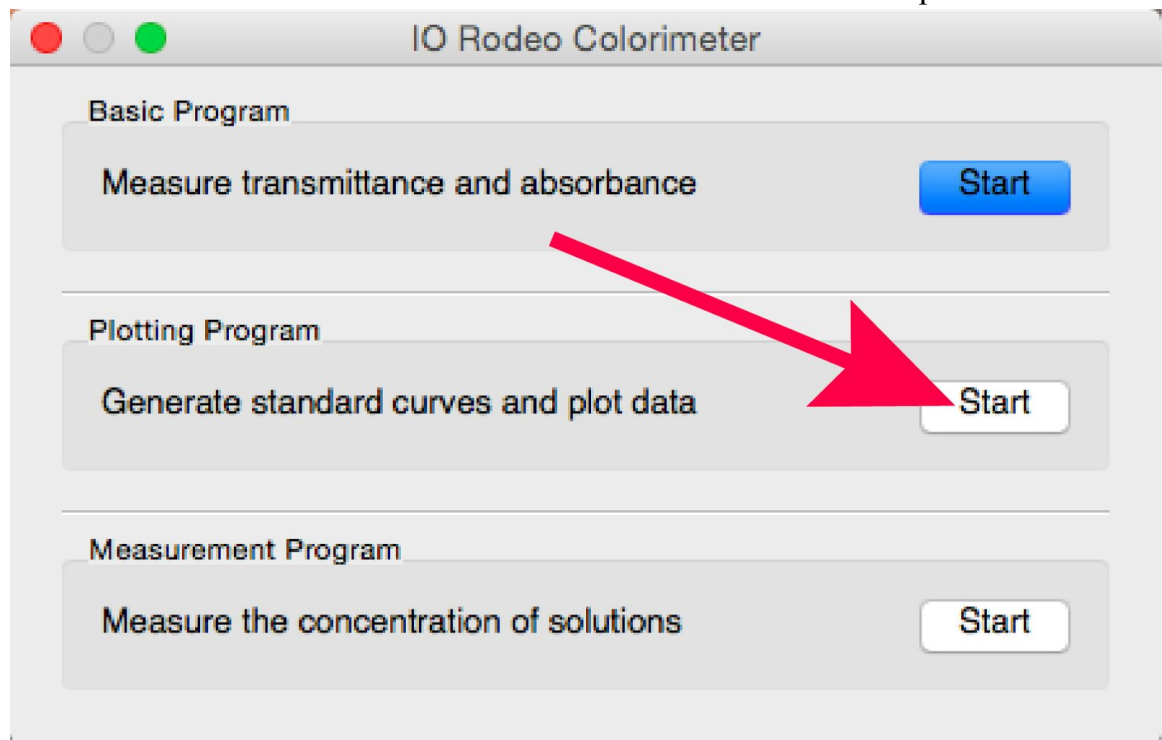 IO Rodeo Colorimeter
Basic Program
Measure transmittance and absorbance Start
Plotting Program
Generate standard curves and plot data Start
Measurement Program
Measure the concentration of solutions Start